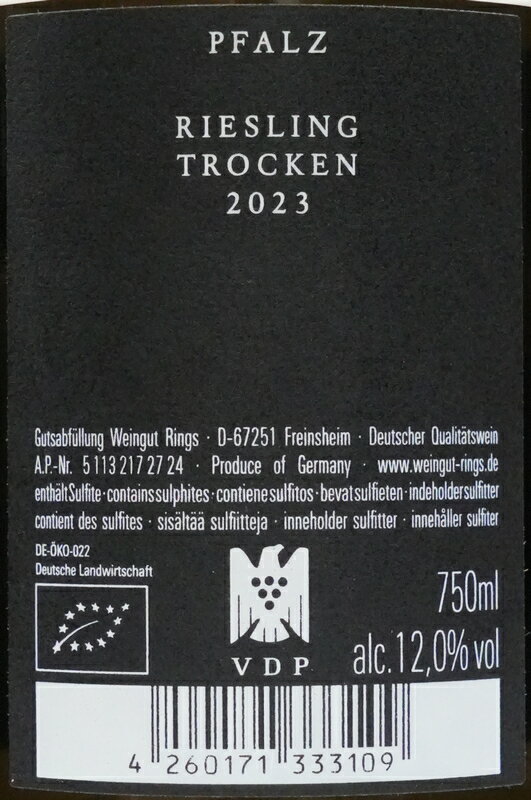 PFALZ
RIESLING
TROCKEN
2023
Gutsabfüllung Weingut Rings · D-67251 Freinsheim · Deutscher Qualitätswein
A.P.-Nr. 5 113 217 27 24 · Produce of Germany · www.weingut-rings.de
enthält Sulfite · contains sulphites · contiene sulfitos · bevat sulfieten · indeholder sulfitter
contient des sulfites · sisältää sulfiitteja · inneholder sulfitter · innehåller sulfiter
DE-ÖKO-022
Deutsche Landwirtschaft
750ml
VDP
alc. 12,0% vol
4 260171 333109